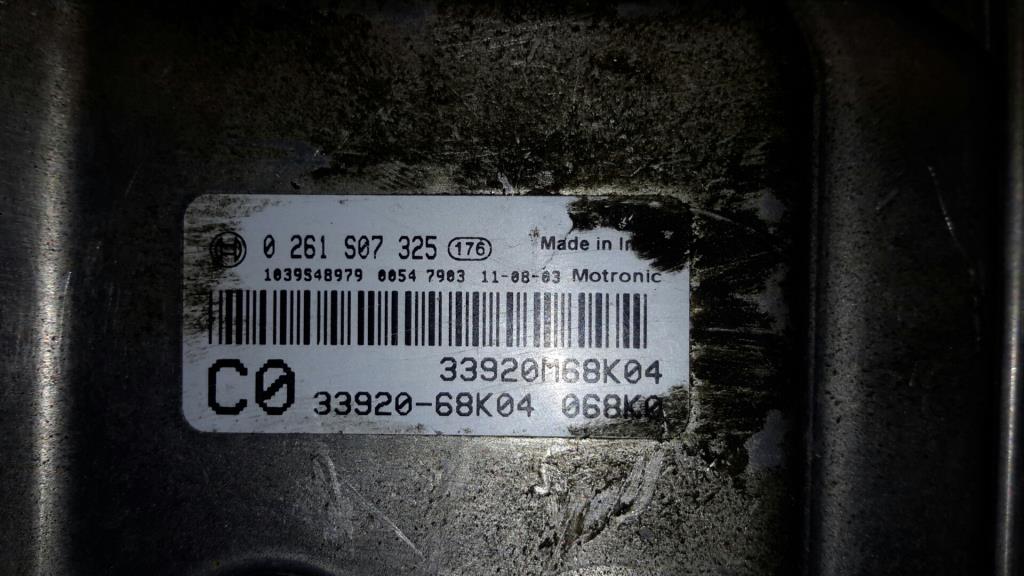 0 261 S07 325 176 Made in
1039S48979 0054 7903 11-08-03 Motronic
33920M68K04
C0 33920-68K04 068K0